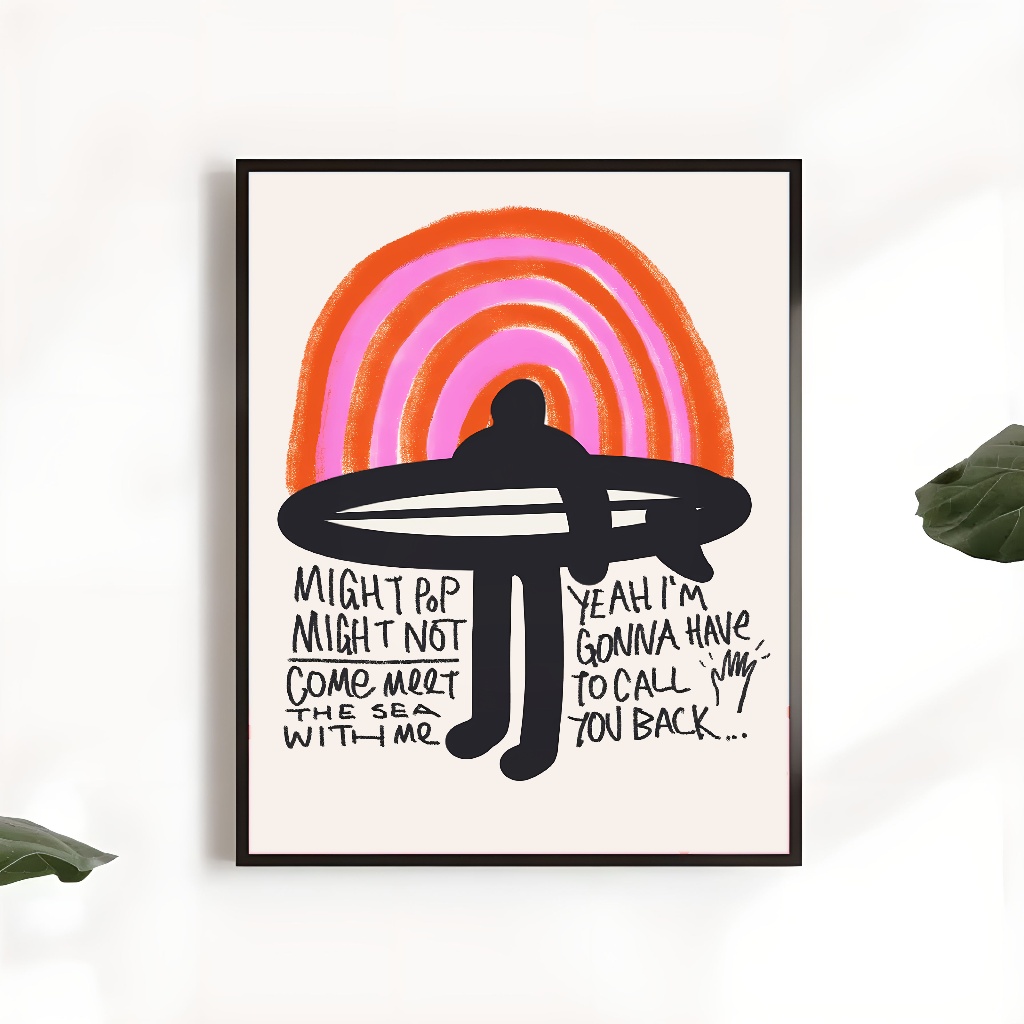 MIGHT POP
MIGHT NOT
COME MEET
THE SEA
WITH ME
YEAH I'M
GONNA HAVE
TO CALL
YOU BACK...